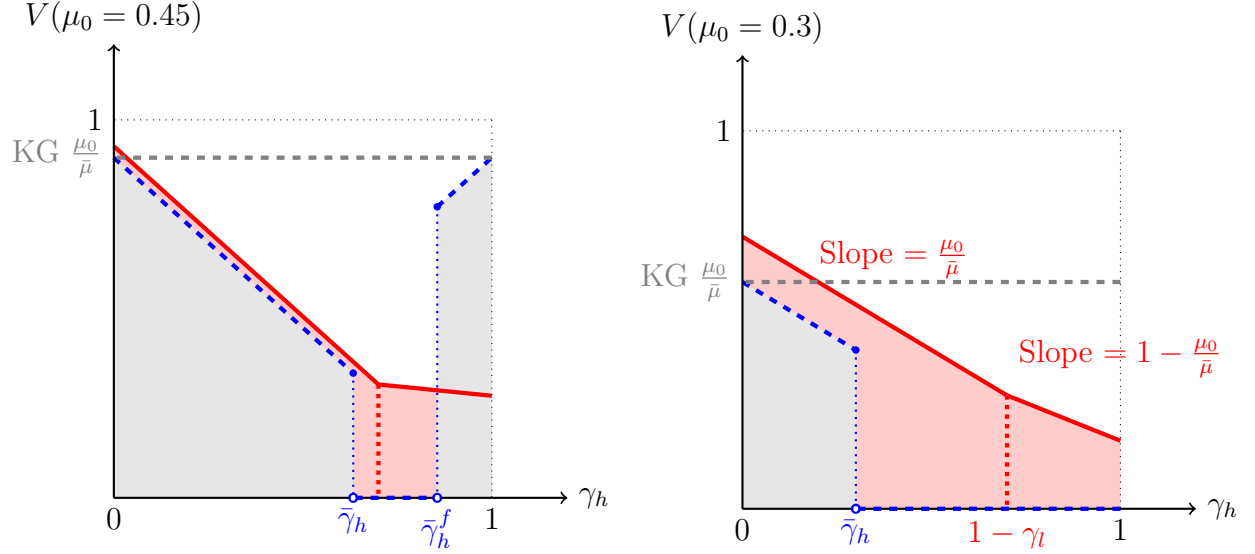 V(μ₀ = 0.45)
1
KG μ₀/μ̄
0
γ̄ₕ
γ̄ₕᶠ
1
γₕ
V(μ₀ = 0.3)
1
Slope = μ₀/μ̄
KG μ₀/μ̄
Slope = 1 − μ₀/μ̄
0
γ̄ₕ
1 − γₗ
1
γₕ